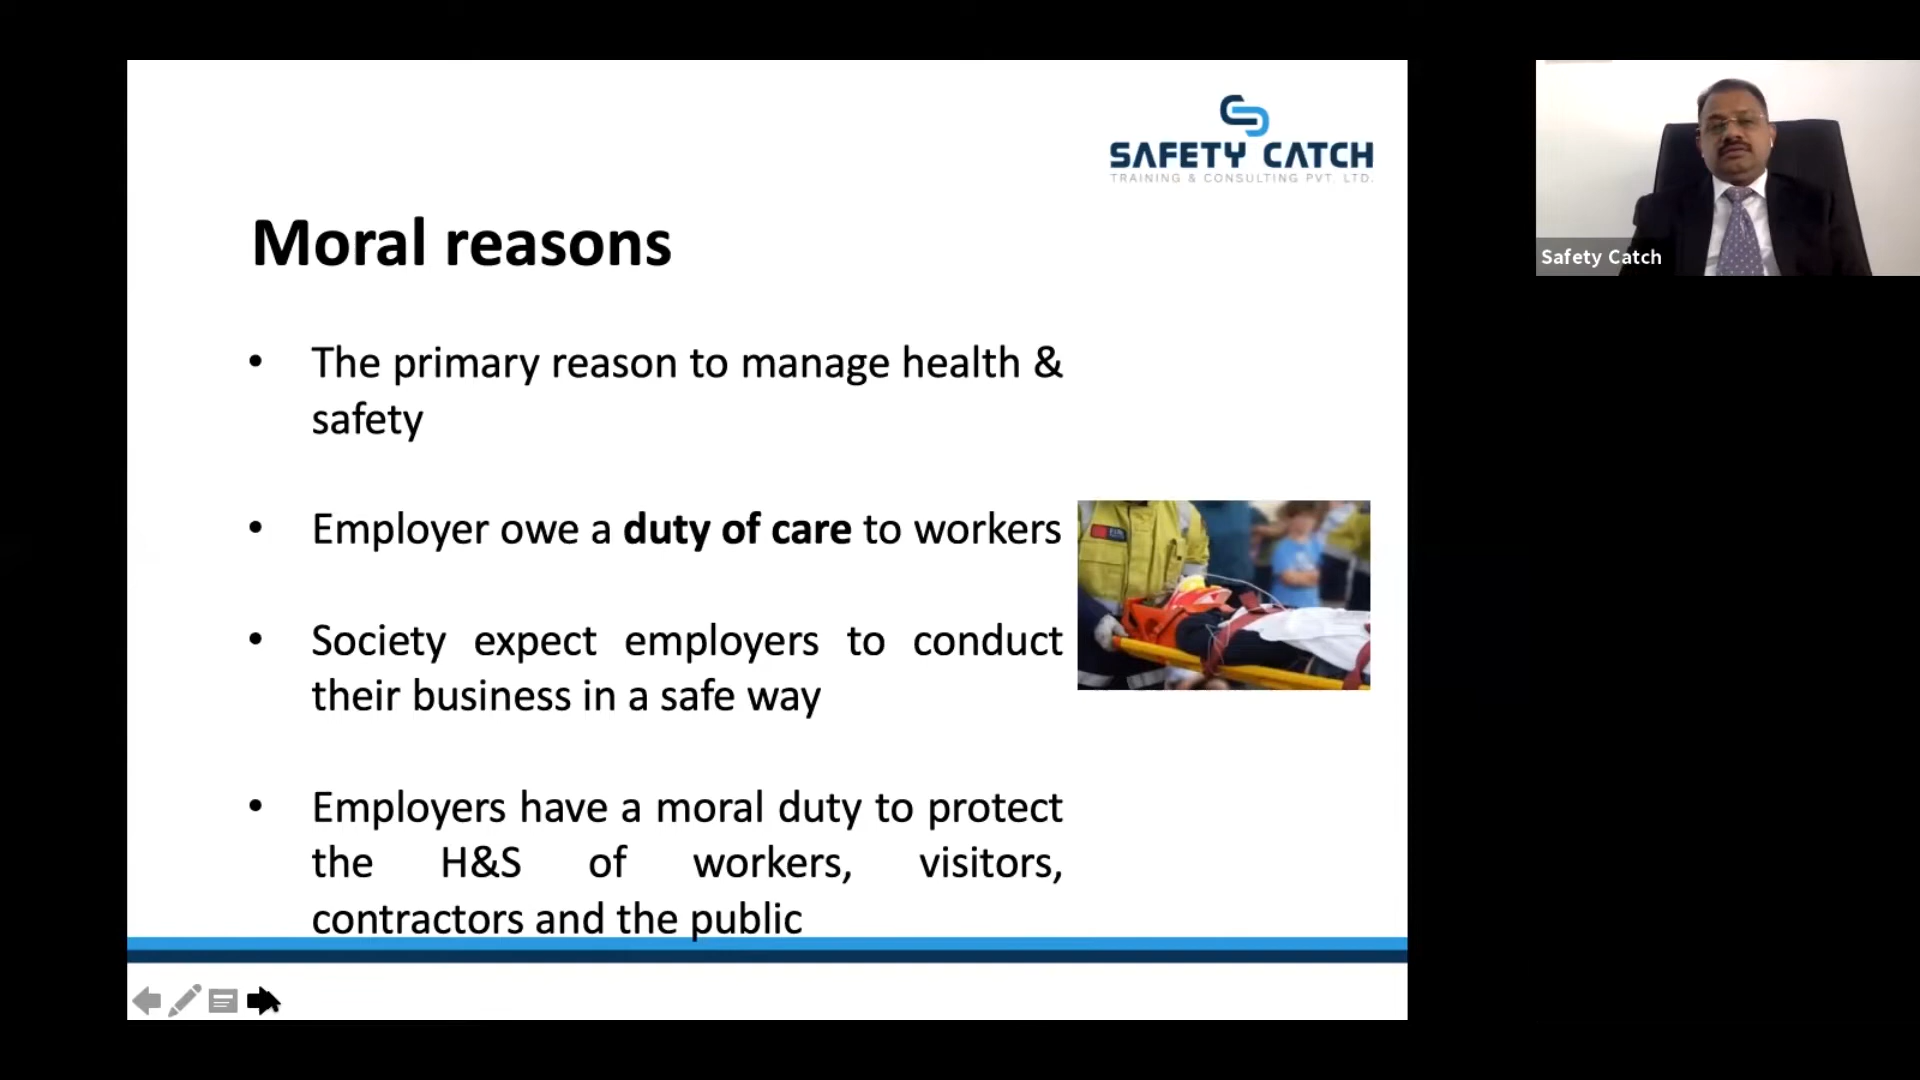 SAFETY CATCH
TRAINING & CONSULTING PVT. LTD.
Moral reasons
• The primary reason to manage health &
safety
• Employer owe a duty of care to workers
• Society expect employers to conduct
their business in a safe way
• Employers have a moral duty to protect
the H&S of workers, visitors,
contractors and the public
Safety Catch